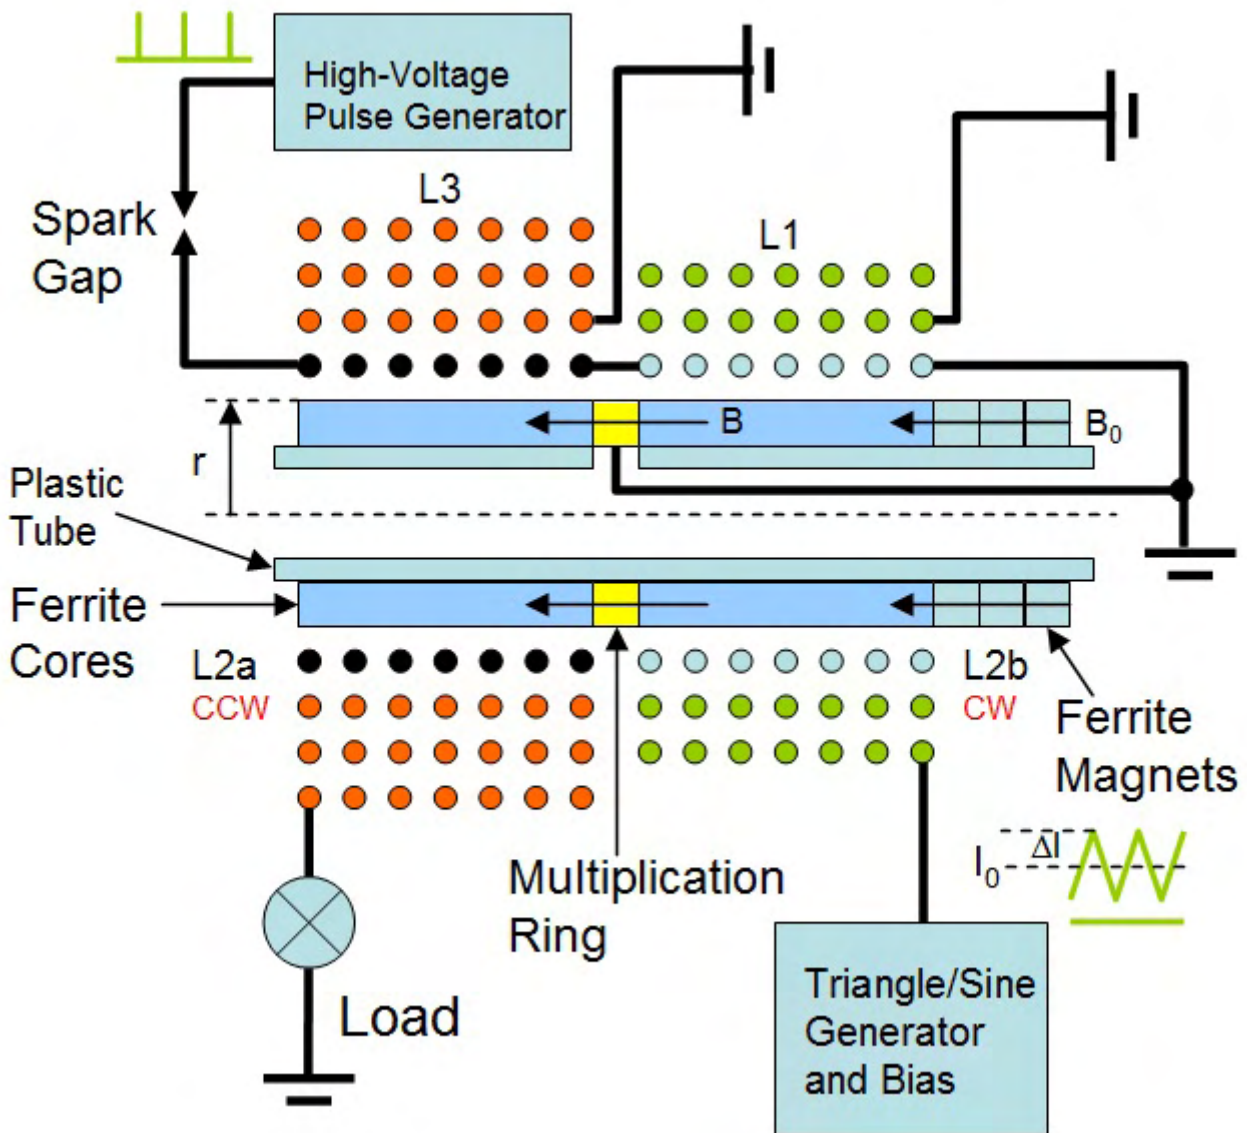 High-Voltage
Pulse Generator
L3
Spark
Gap
L1
B
B₀
r
Plastic
Tube
Ferrite
Cores
L2a
CCW
L2b
CW
Ferrite
Magnets
Multiplication
Ring
ΔI
I₀
Load
Triangle/Sine
Generator
and Bias